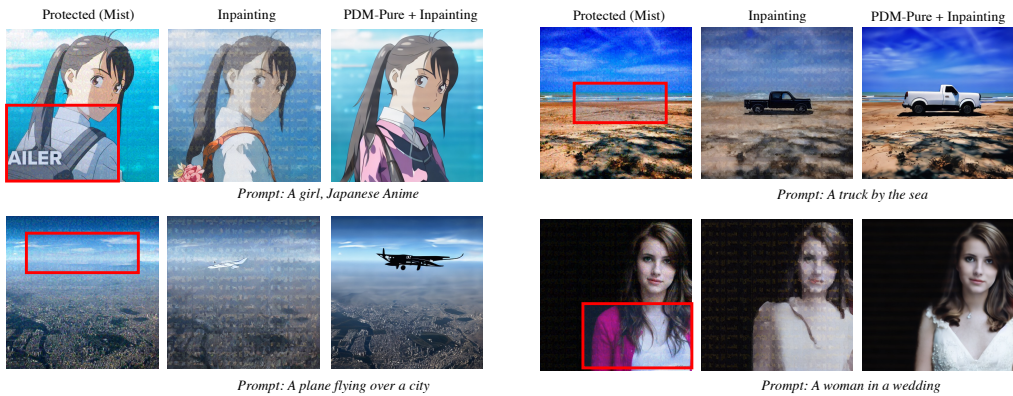 Protected (Mist)
Inpainting
PDM-Pure + Inpainting
AILER
Prompt: A girl, Japanese Anime
Prompt: A plane flying over a city
Protected (Mist)
Inpainting
PDM-Pure + Inpainting
Prompt: A truck by the sea
Prompt: A woman in a wedding